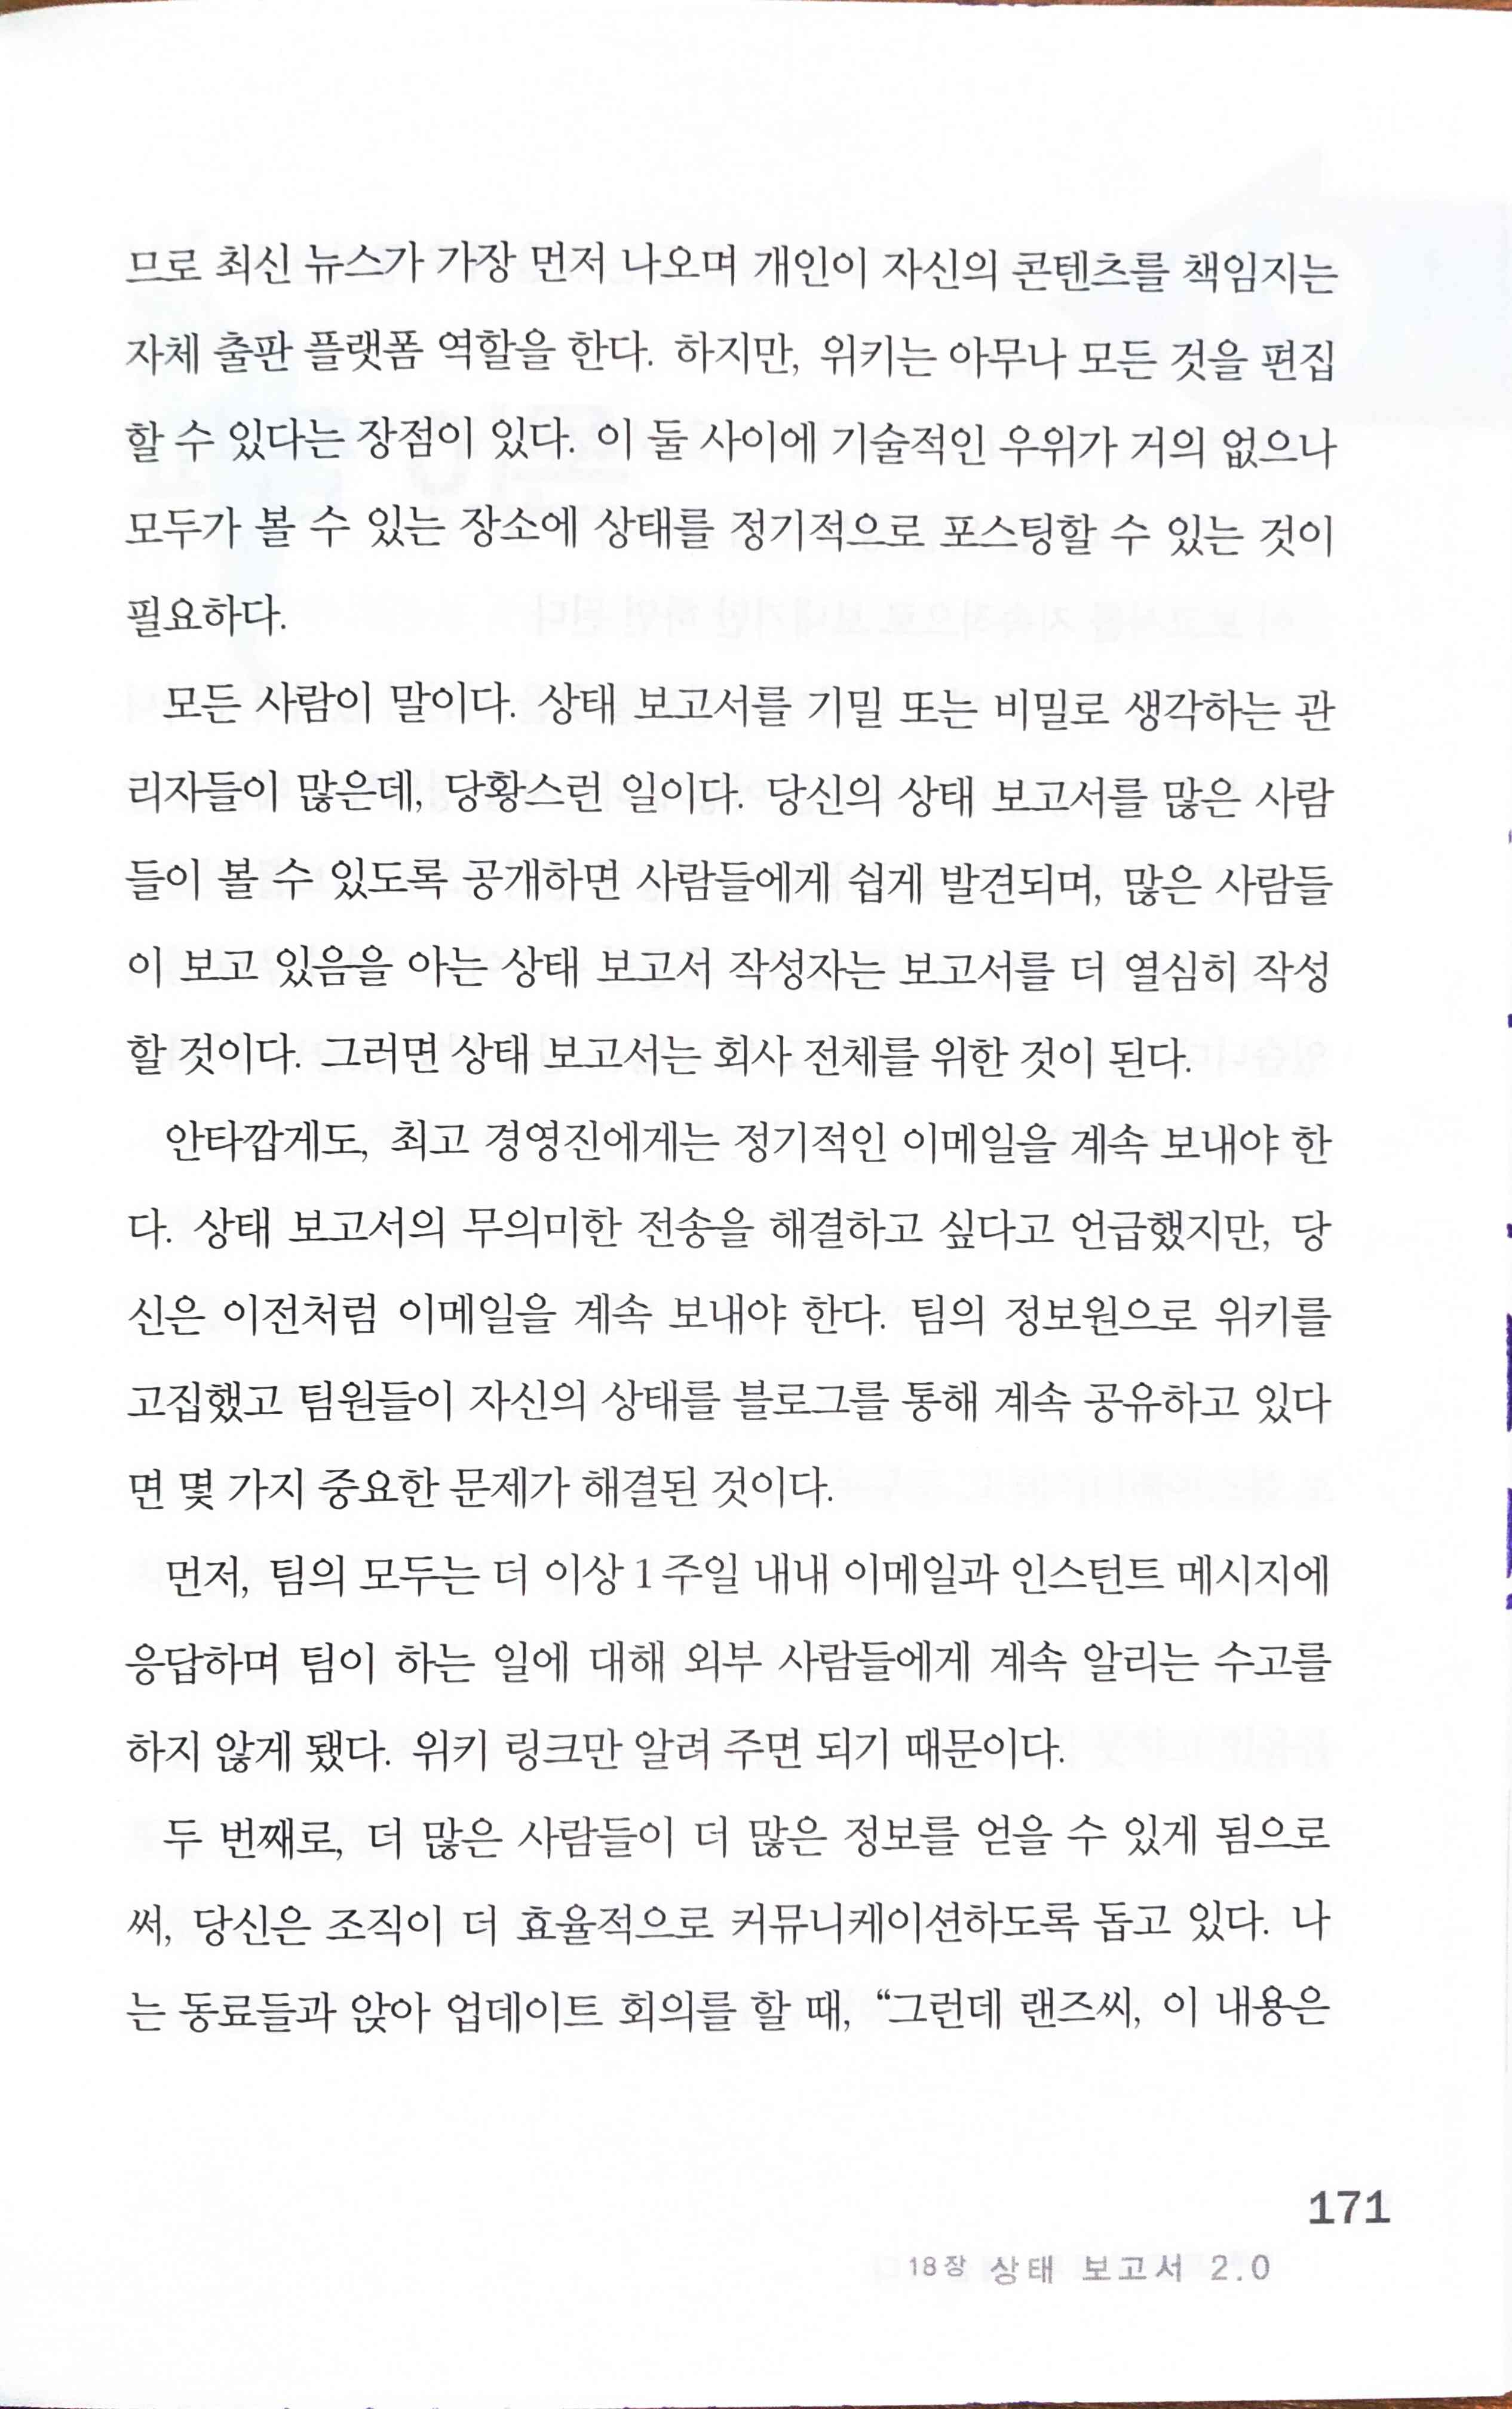 므로 최신 뉴스가 가장 먼저 나오며 개인이 자신의 콘텐츠를 책임지는
자체 출판 플랫폼 역할을 한다. 하지만, 위키는 아무나 모든 것을 편집
할 수 있다는 장점이 있다. 이 둘 사이에 기술적인 우위가 거의 없으나
모두가 볼 수 있는 장소에 상태를 정기적으로 포스팅할 수 있는 것이
필요하다.
모든 사람이 말이다. 상태 보고서를 기밀 또는 비밀로 생각하는 관
리자들이 많은데, 당황스런 일이다. 당신의 상태 보고서를 많은 사람
들이 볼 수 있도록 공개하면 사람들에게 쉽게 발견되며, 많은 사람들
이 보고 있음을 아는 상태 보고서 작성자는 보고서를 더 열심히 작성
할 것이다. 그러면 상태 보고서는 회사 전체를 위한 것이 된다.
안타깝게도, 최고 경영진에게는 정기적인 이메일을 계속 보내야 한
다. 상태 보고서의 무의미한 전송을 해결하고 싶다고 언급했지만, 당
신은 이전처럼 이메일을 계속 보내야 한다. 팀의 정보원으로 위키를
고집했고 팀원들이 자신의 상태를 블로그를 통해 계속 공유하고 있다
면 몇 가지 중요한 문제가 해결된 것이다.
먼저, 팀의 모두는 더 이상 1주일 내내 이메일과 인스턴트 메시지에
응답하며 팀이 하는 일에 대해 외부 사람들에게 계속 알리는 수고를
하지 않게 됐다. 위키 링크만 알려 주면 되기 때문이다.
두 번째로, 더 많은 사람들이 더 많은 정보를 얻을 수 있게 됨으로
써, 당신은 조직이 더 효율적으로 커뮤니케이션하도록 돕고 있다. 나
는 동료들과 앉아 업데이트 회의를 할 때, “그런데 랜즈씨, 이 내용은
171
18장 상태 보고서 2.0